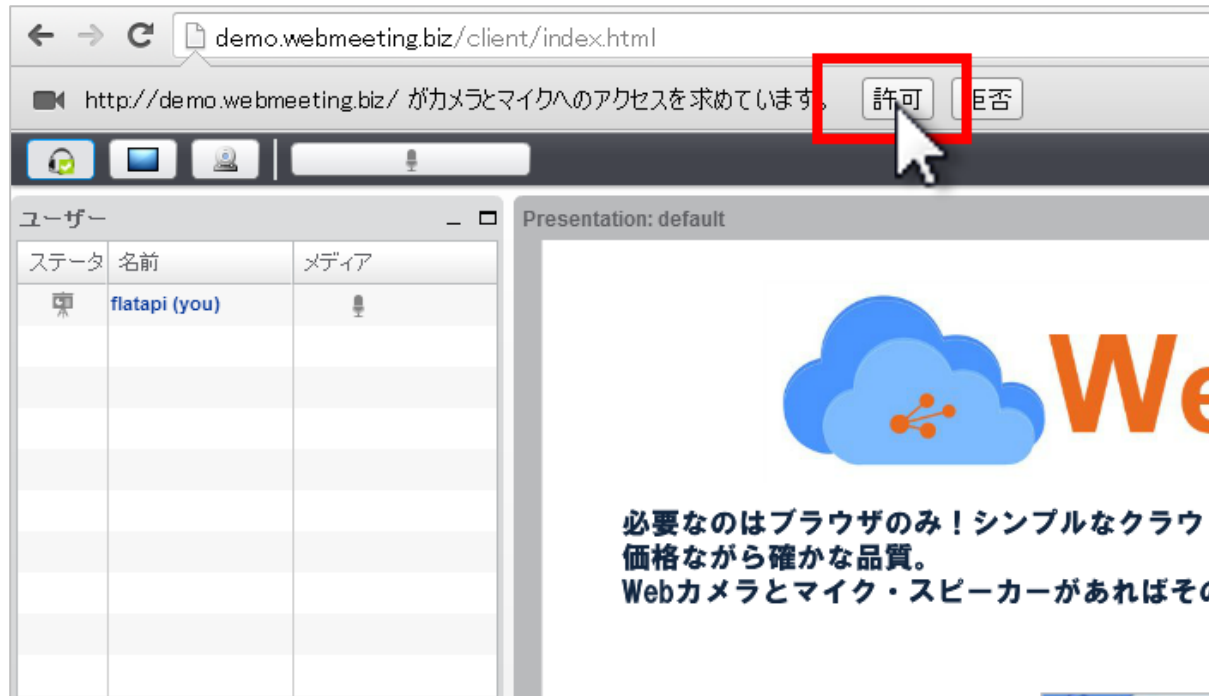 demo.webmeeting.biz/client/index.html
http://demo.webmeeting.biz/ がカメラとマイクへのアクセスを求めています。 許可 拒否
ユーザー
Presentation: default
ステータ 名前 メディア
flatapi (you)
We
必要なのはブラウザのみ！シンプルなクラウ
価格ながら確かな品質。
Webカメラとマイク・スピーカーがあればそ